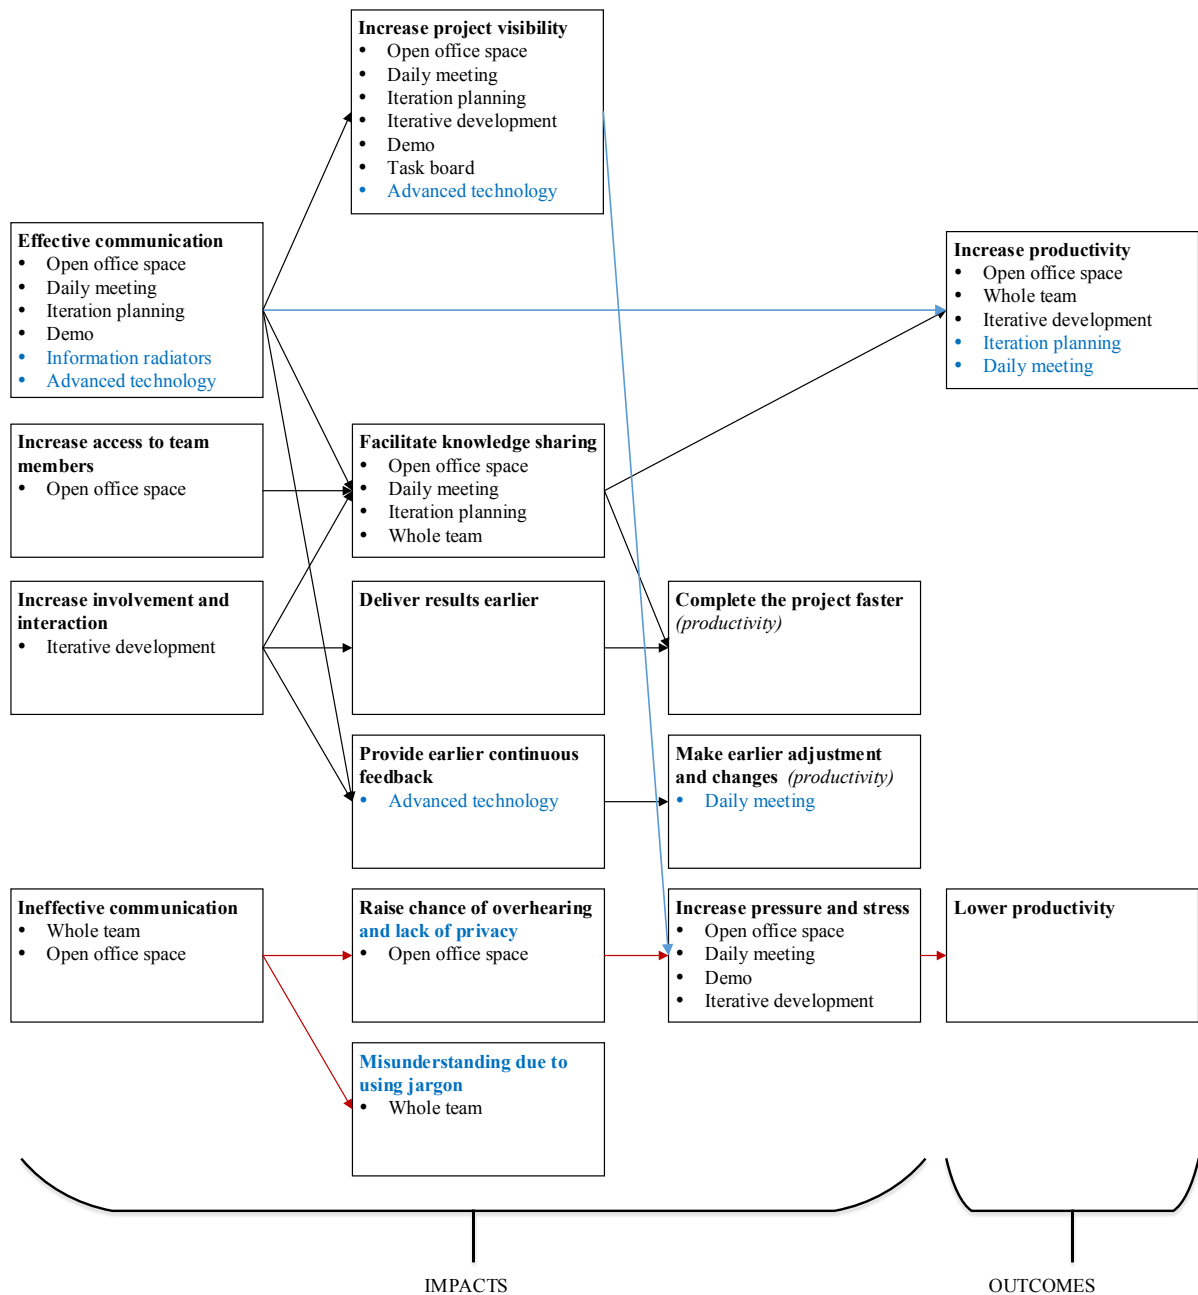 Increase project visibility
• Open office space
• Daily meeting
• Iteration planning
• Iterative development
• Demo
• Task board
• Advanced technology
Effective communication
• Open office space
• Daily meeting
• Iteration planning
• Demo
• Information radiators
• Advanced technology
Increase productivity
• Open office space
• Whole team
• Iterative development
• Iteration planning
• Daily meeting
Increase access to team
members
• Open office space
Facilitate knowledge sharing
• Open office space
• Daily meeting
• Iteration planning
• Whole team
Increase involvement and
interaction
• Iterative development
Deliver results earlier
Complete the project faster
(productivity)
Provide earlier continuous
feedback
• Advanced technology
Make earlier adjustment
and changes (productivity)
• Daily meeting
Ineffective communication
• Whole team
• Open office space
Raise chance of overhearing
and lack of privacy
• Open office space
Increase pressure and stress
• Open office space
• Daily meeting
• Demo
• Iterative development
Lower productivity
Misunderstanding due to
using jargon
• Whole team
IMPACTS
OUTCOMES